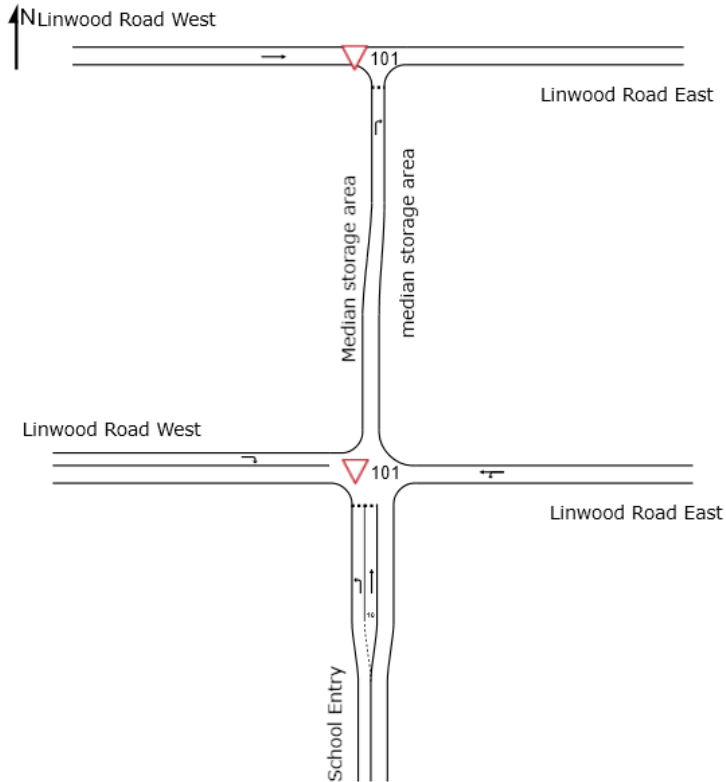 N
Linwood Road West
101
Linwood Road East
Median storage area
median storage area
Linwood Road West
101
Linwood Road East
School Entry